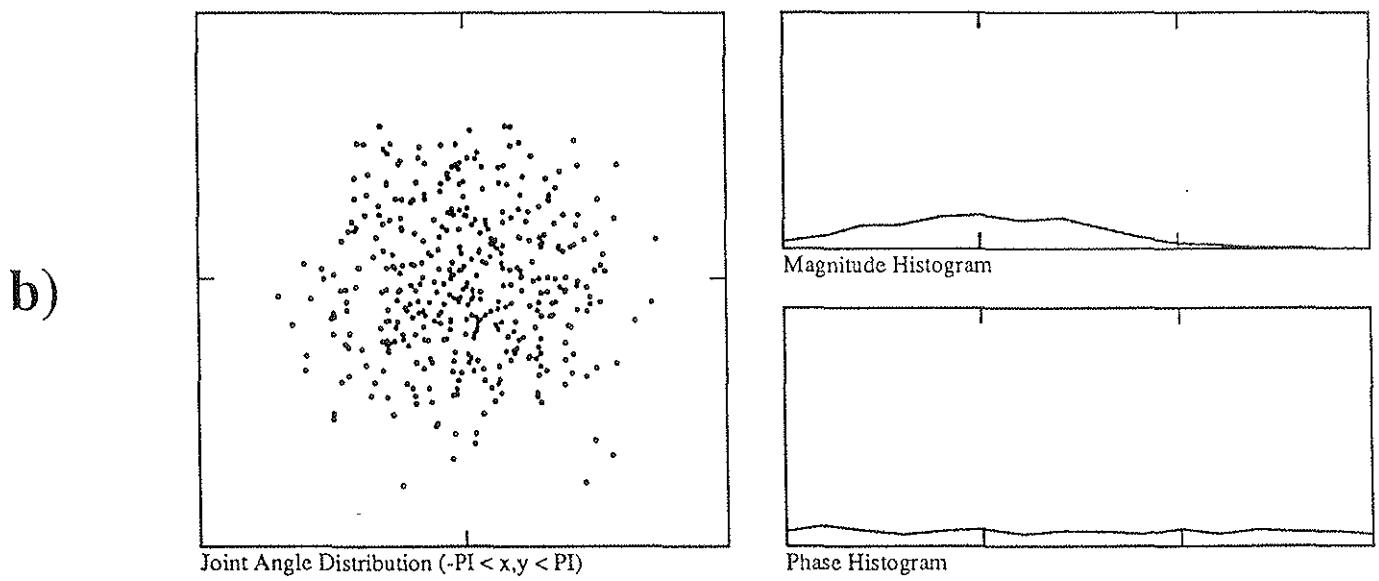 b)
Joint Angle Distribution (-PI < x,y < PI)
Magnitude Histogram
Phase Histogram